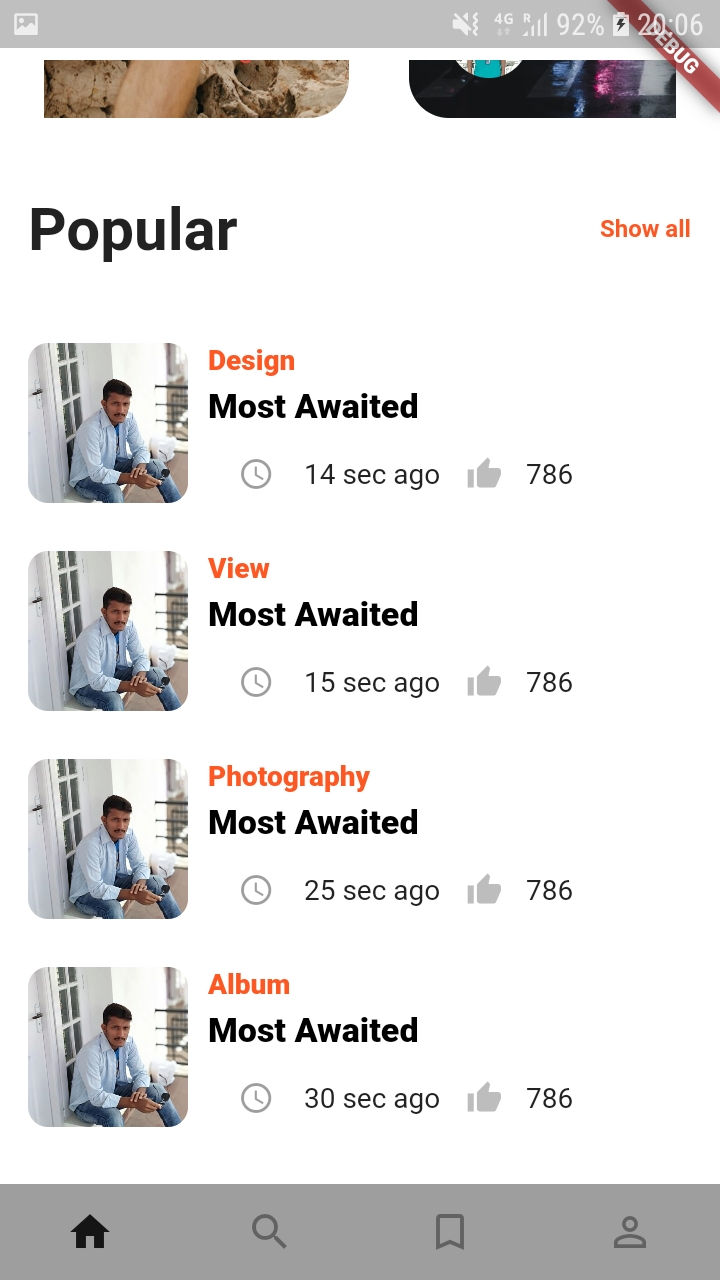 4G R 92% 20:06
DEBUG
Popular
Show all
Design
Most Awaited
14 sec ago 786
View
Most Awaited
15 sec ago 786
Photography
Most Awaited
25 sec ago 786
Album
Most Awaited
30 sec ago 786